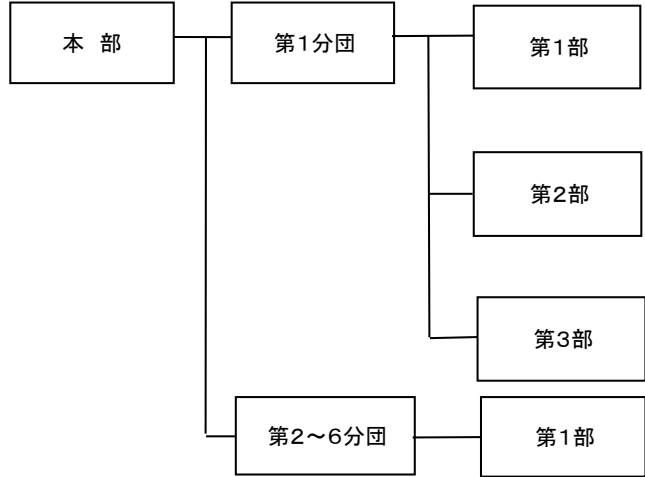 本 部
第1分団
第1部
第2部
第3部
第2～6分団
第1部